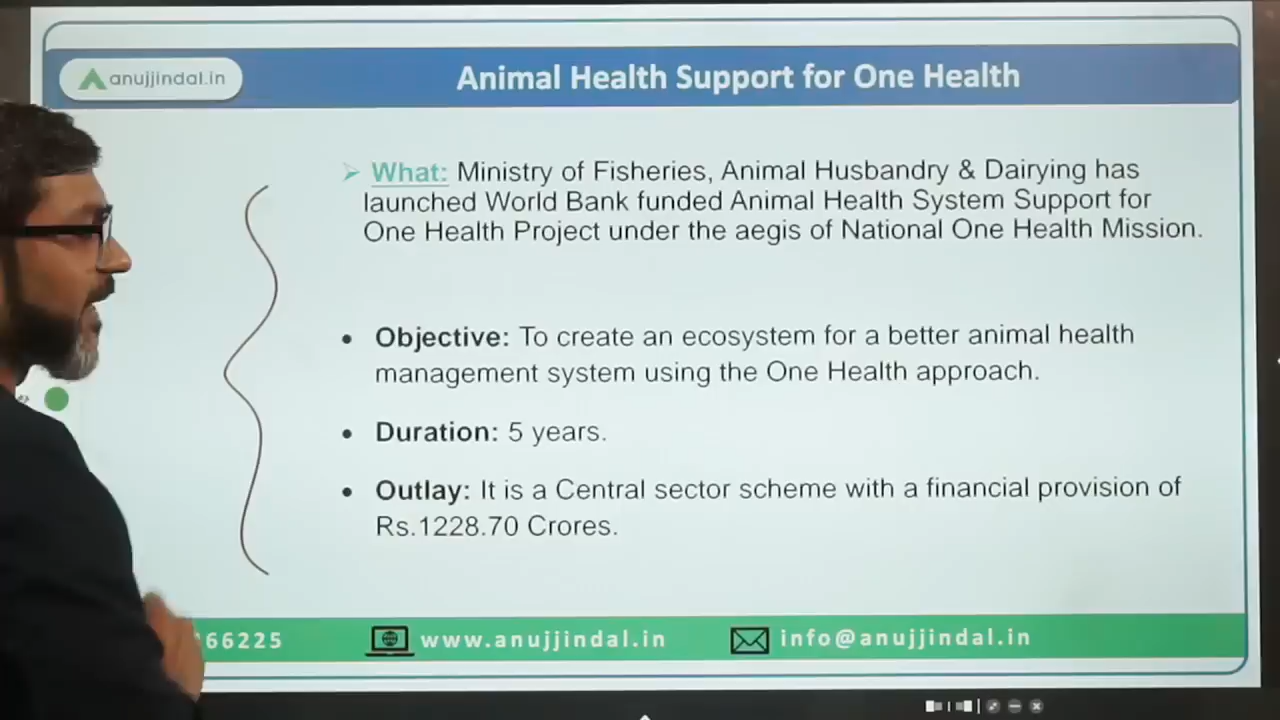 anujjindal.in
Animal Health Support for One Health
What: Ministry of Fisheries, Animal Husbandry & Dairying has
launched World Bank funded Animal Health System Support for
One Health Project under the aegis of National One Health Mission.
• Objective: To create an ecosystem for a better animal health
management system using the One Health approach.
• Duration: 5 years.
• Outlay: It is a Central sector scheme with a financial provision of
Rs.1228.70 Crores.
66225
www.anujjindal.in
info@anujjindal.in